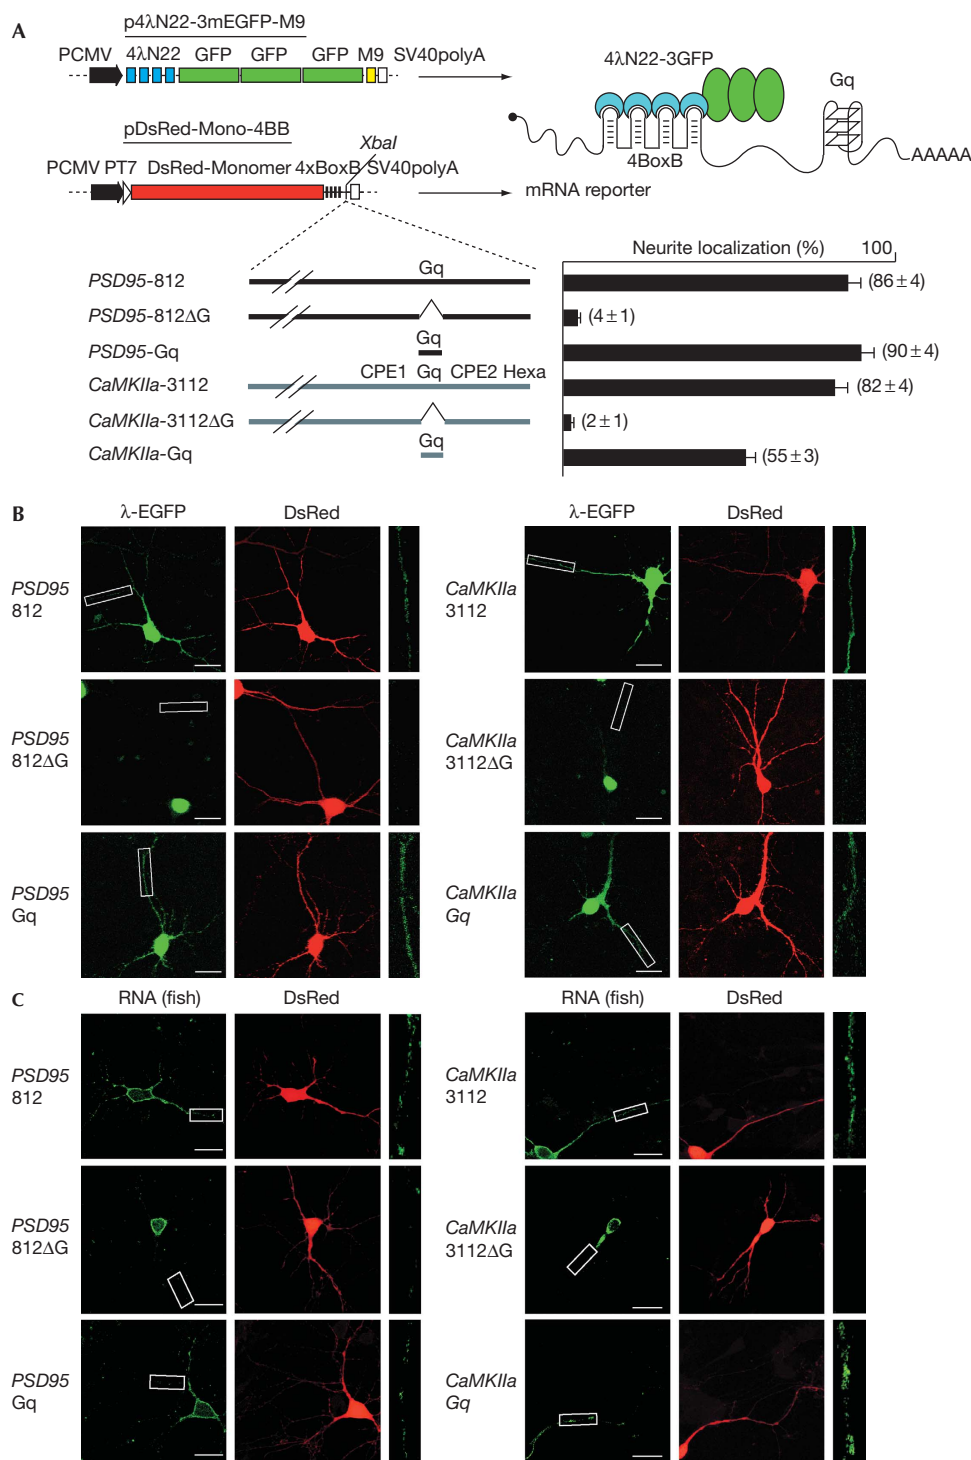 A
p4λN22-3mEGFP-M9
PCMV 4λN22 GFP GFP GFP M9 SV40polyA
4λN22-3GFP
Gq
4BoxB
AAAAA
pDsRed-Mono-4BB
XbaI
PCMV PT7 DsRed-Monomer 4xBoxB SV40polyA
mRNA reporter
Neurite localization (%) 100
PSD95-812 Gq (86±4)
PSD95-812ΔG (4±1)
PSD95-Gq Gq (90±4)
CaMKIIa-3112 CPE1 Gq CPE2 Hexa (82±4)
CaMKIIa-3112ΔG (2±1)
CaMKIIa-Gq Gq (55±3)
B
λ-EGFP DsRed λ-EGFP DsRed
PSD95
812
CaMKIIa
3112
PSD95
812ΔG
CaMKIIa
3112ΔG
PSD95
Gq
CaMKIIa
Gq
C
RNA (fish) DsRed RNA (fish) DsRed
PSD95
812
CaMKIIa
3112
PSD95
812ΔG
CaMKIIa
3112ΔG
PSD95
Gq
CaMKIIa
Gq